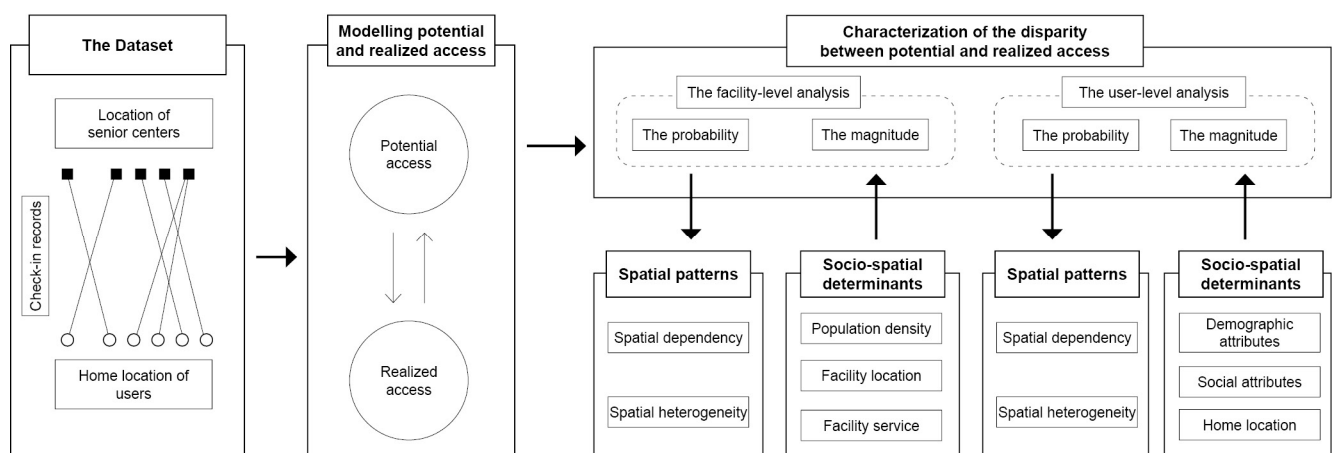 The Dataset
Location of
senior centers
Check-in records
Home location of
users
Modelling potential
and realized access
Potential
access
Realized
access
Characterization of the disparity
between potential and realized access
The facility-level analysis
The probability
The magnitude
The user-level analysis
The probability
The magnitude
Spatial patterns
Spatial dependency
Spatial heterogeneity
Socio-spatial
determinants
Population density
Facility location
Facility service
Spatial patterns
Spatial dependency
Spatial heterogeneity
Socio-spatial
determinants
Demographic
attributes
Social attributes
Home location